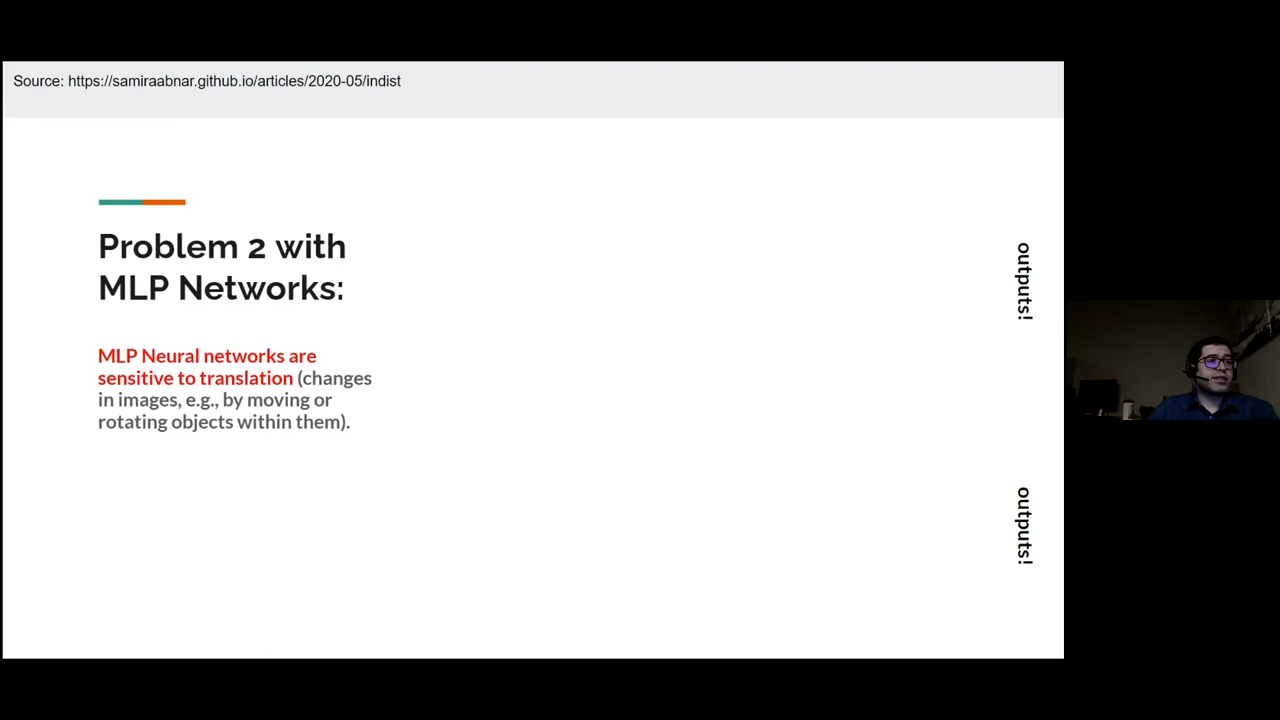 Source: https://samiraabnar.github.io/articles/2020-05/indist
Problem 2 with
MLP Networks:
MLP Neural networks are
sensitive to translation (changes
in images, e.g., by moving or
rotating objects within them).
outputs!
outputs!